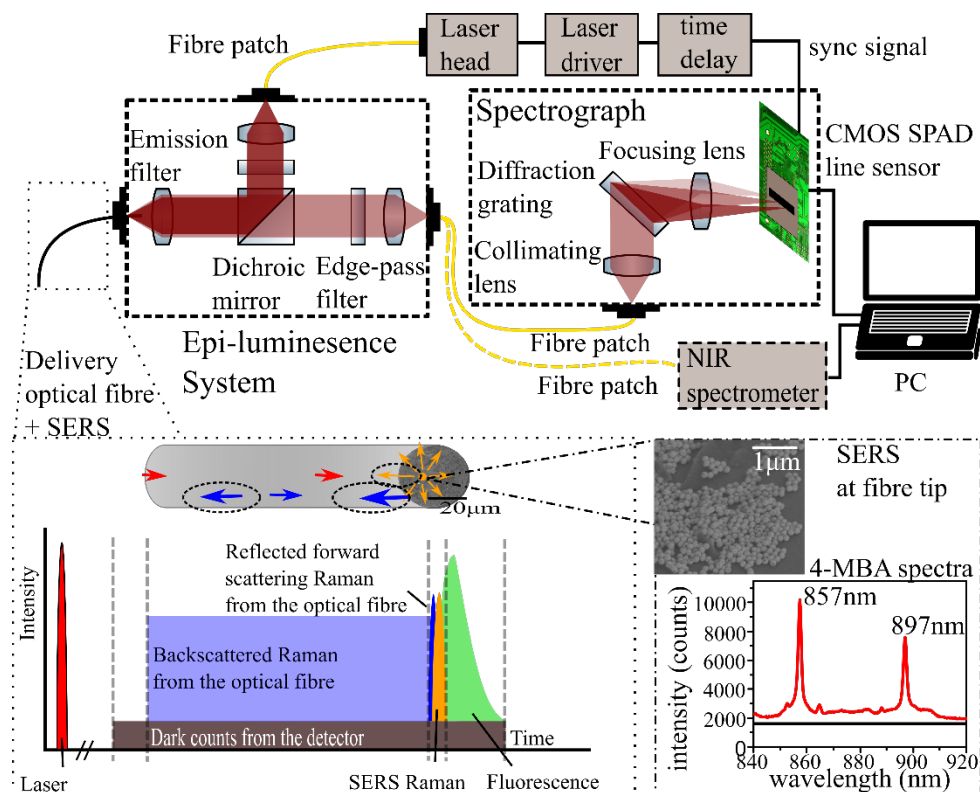 Fibre patch
Laser
head
Laser
driver
time
delay
sync signal
Emission
filter
Dichroic
mirror
Edge-pass
filter
Epi-luminesence
System
Spectrograph
Focusing lens
Diffraction
grating
Collimating
lens
CMOS SPAD
line sensor
Fibre patch
Fibre patch
NIR
spectrometer
PC
Delivery
optical fibre
+ SERS
20μm
Intensity
Reflected forward
scattering Raman
from the optical fibre
Backscattered Raman
from the optical fibre
Dark counts from the detector
Time
Laser
SERS Raman
Fluorescence
1μm
SERS
at fibre tip
4-MBA spectra
857nm
897nm
intensity (counts)
10000
8000
6000
4000
2000
0
840
860
880
900
920
wavelength (nm)